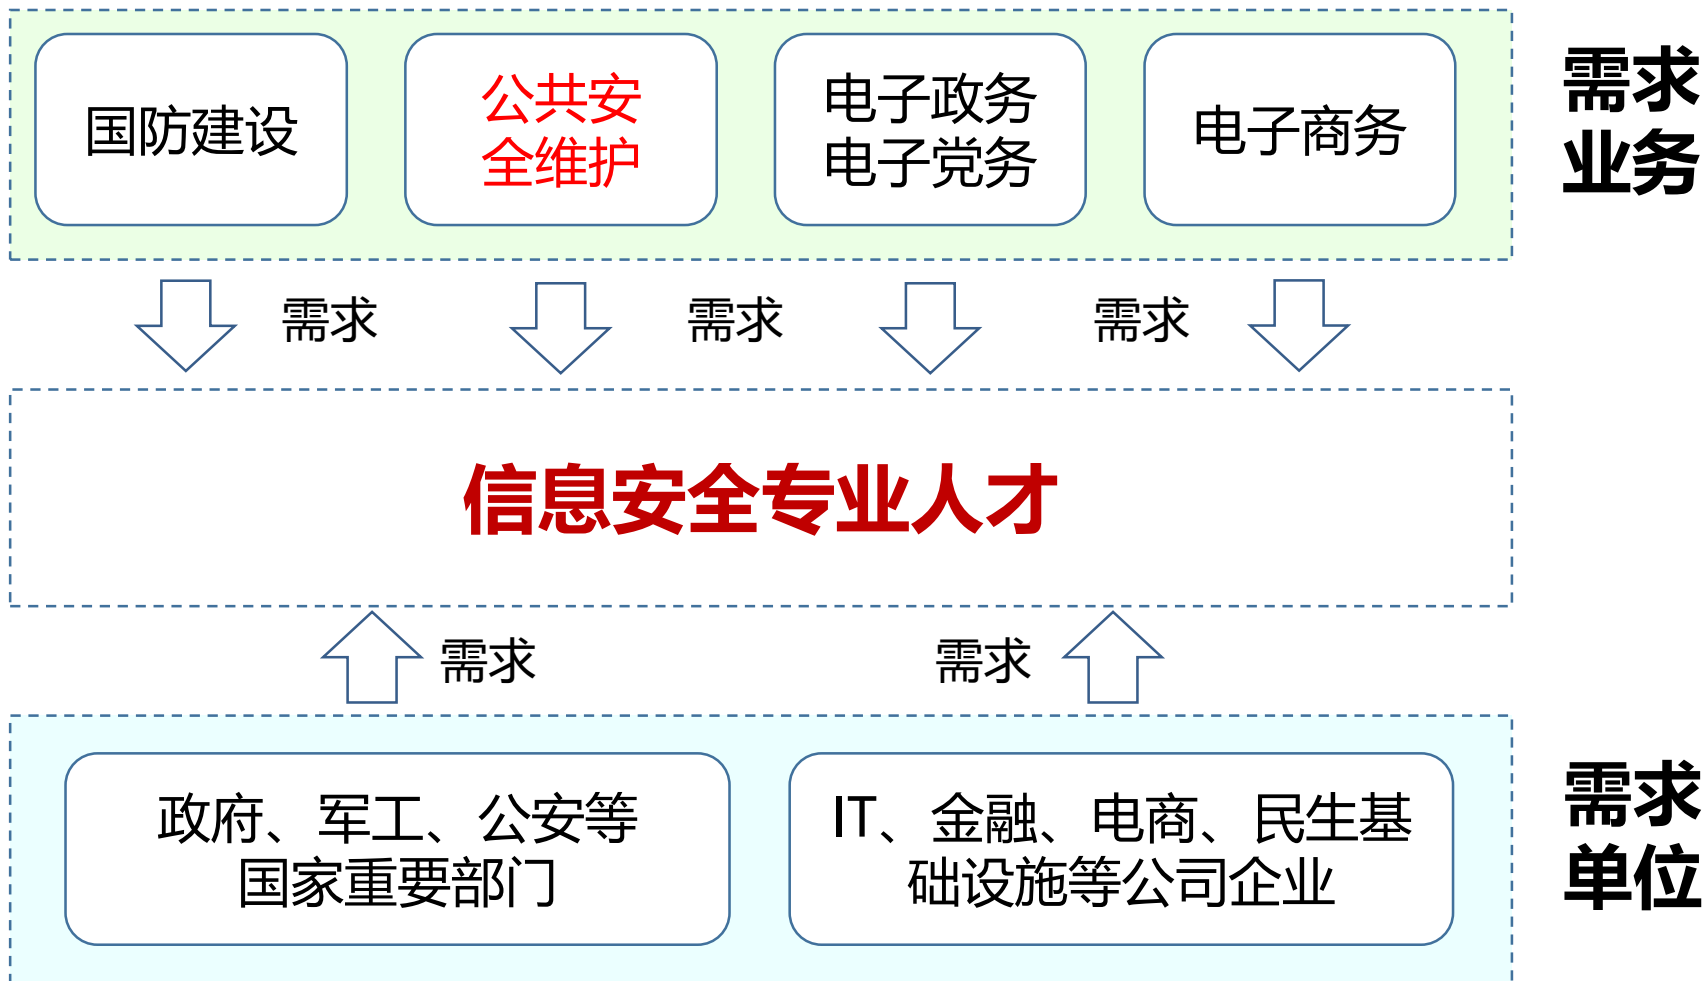 国防建设
公共安
全维护
电子政务
电子党务
电子商务
需求
业务
需求
需求
需求
信息安全专业人才
需求
需求
政府、军工、公安等
国家重要部门
IT、金融、电商、民生基
础设施等公司企业
需求
单位